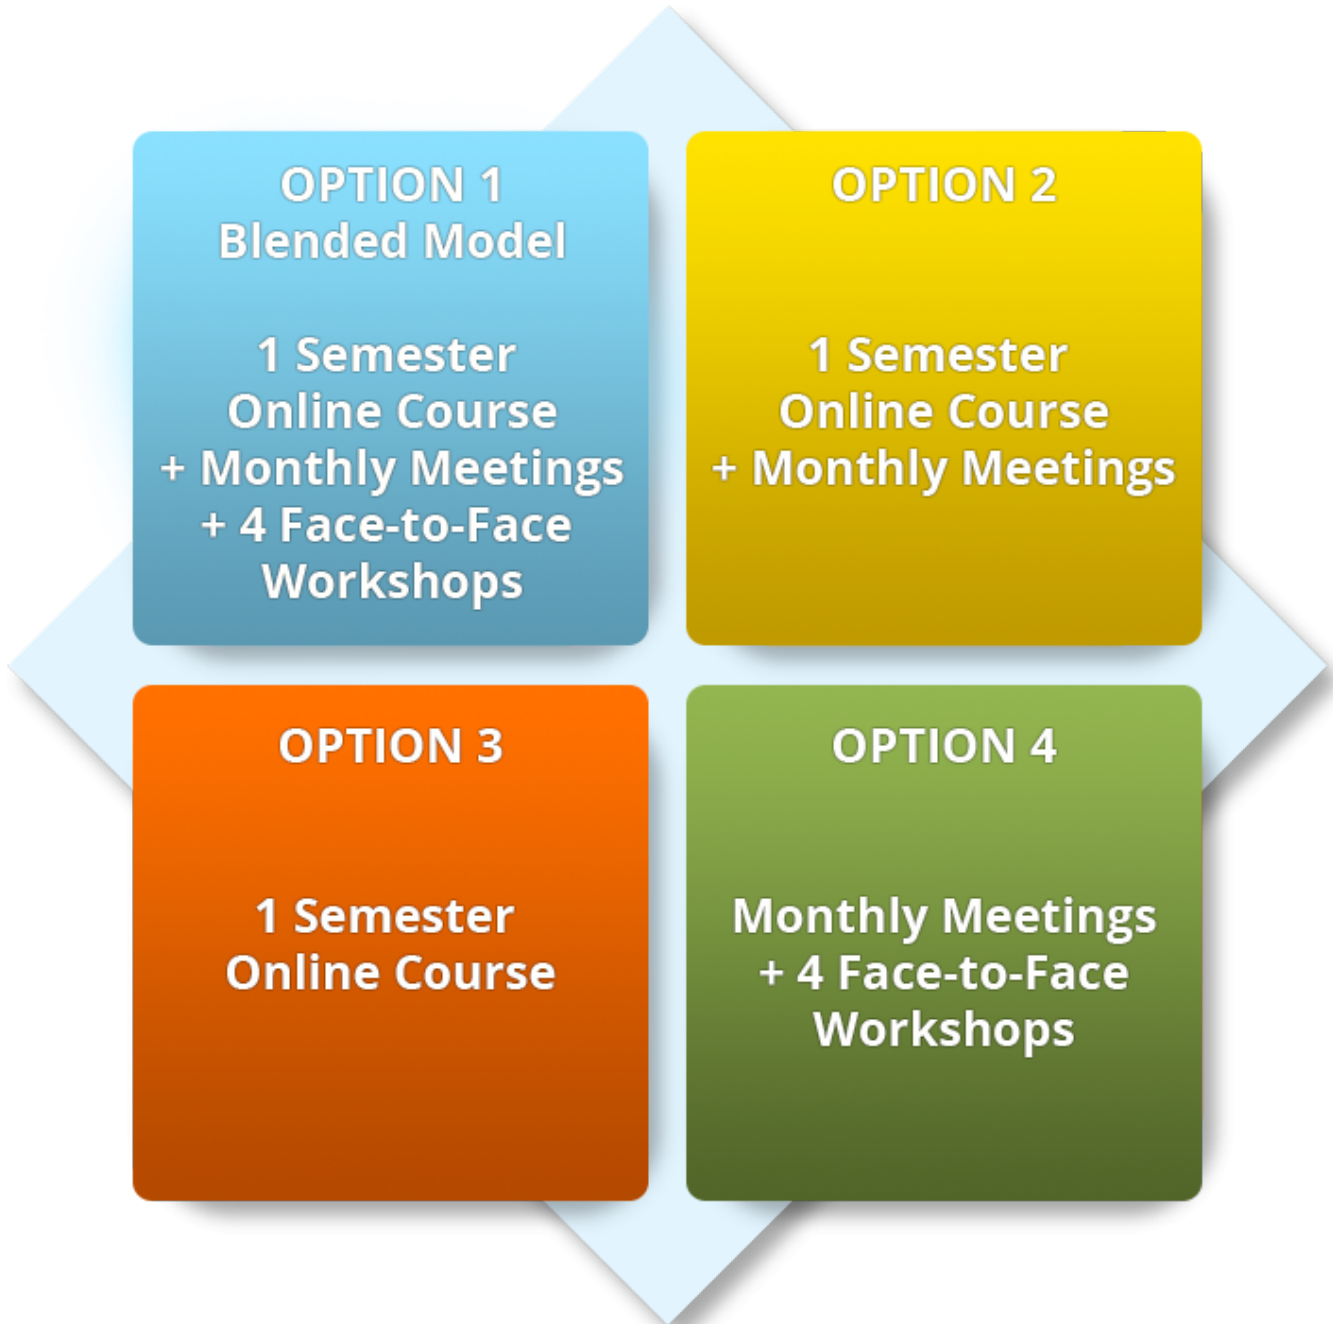 OPTION 1
Blended Model
1 Semester
Online Course
+ Monthly Meetings
+ 4 Face-to-Face
Workshops
OPTION 2
1 Semester
Online Course
+ Monthly Meetings
OPTION 3
1 Semester
Online Course
OPTION 4
Monthly Meetings
+ 4 Face-to-Face
Workshops